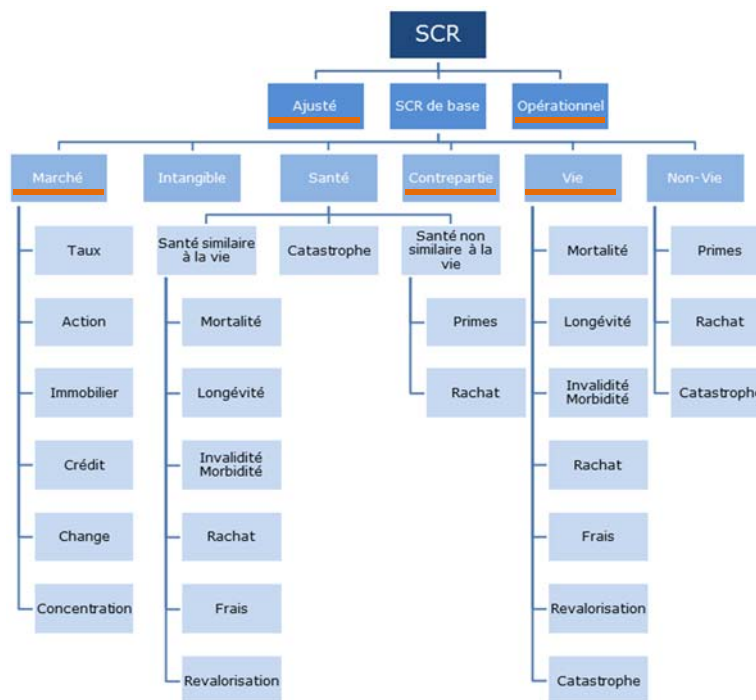 SCR
Ajusté
SCR de base
Opérationnel
Marché
Intangible
Santé
Contrepartie
Vie
Non-Vie
Taux
Action
Immobilier
Crédit
Change
Concentration
Santé similaire
à la vie
Mortalité
Longévité
Invalidité
Morbidité
Rachat
Frais
Revalorisation
Catastrophe
Santé non
similaire à la
vie
Primes
Rachat
Mortalité
Longévité
Invalidité
Morbidité
Rachat
Frais
Revalorisation
Catastrophe
Primes
Rachat
Catastrophe